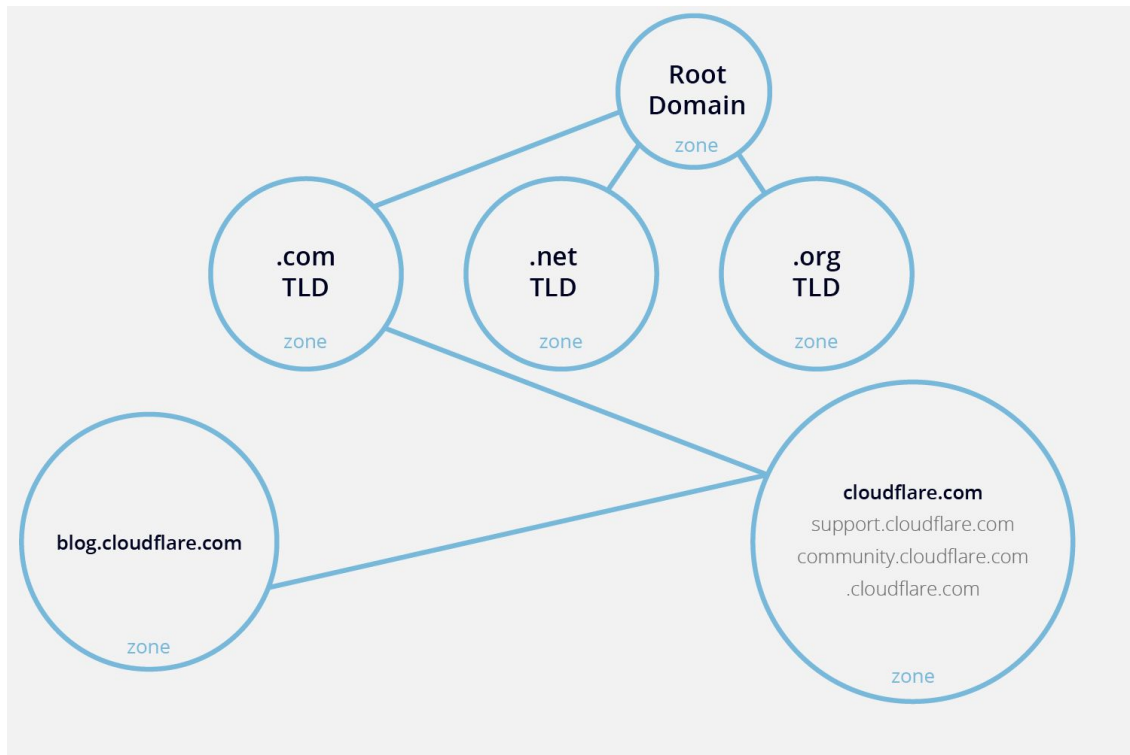 Root
Domain
zone
.com
TLD
zone
.net
TLD
zone
.org
TLD
zone
blog.cloudflare.com
zone
cloudflare.com
support.cloudflare.com
community.cloudflare.com
.cloudflare.com
zone